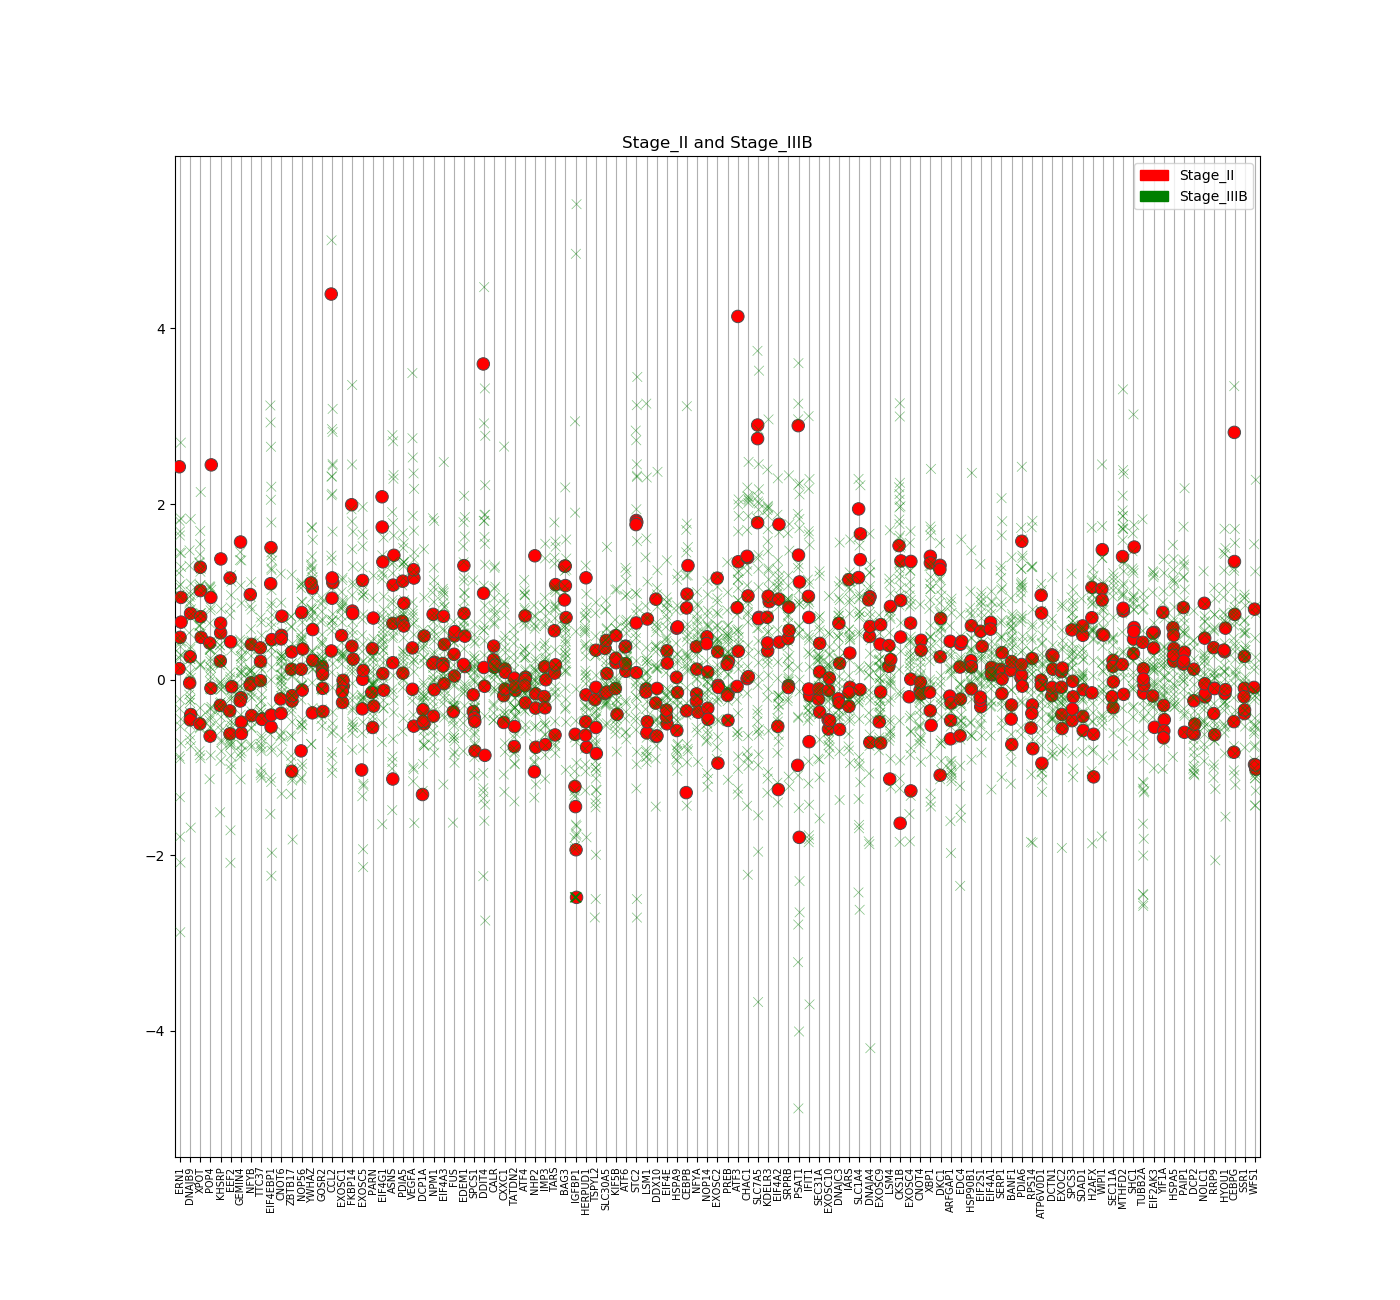 Stage_II and Stage_IIIB
Stage_II
Stage_IIIB
4
2
0
−2
−4
ERN1
DNAJB9
XPOT
POP4
KHSRP
EEF2
GEMIN4
NFYB
TTC37
EIF4EBP1
CNOT6
ZBTB17
NOP56
YWHAZ
GOSR2
CCL2
EXOSC1
FKBP14
EXOSC5
PARN
EIF4G1
ASNS
PDIA5
VEGFA
DCP1A
NPM1
EIF4A3
FUS
EDEM1
SPCS1
DDIT4
CALR
CXXC1
TATDN2
ATF4
NHP2
IMP3
TARS
BAG3
IGFBP1
HERPUD1
TSPYL2
SLC30A5
KIF5B
ATF6
STC2
LSM1
DDX10
EIF4E
HSPA9
CEBPB
NFYA
NOP14
EXOSC2
PREB
ATF3
CHAC1
SLC7A5
KDELR3
EIF4A2
SRPRB
PSAT1
IFIT1
SEC31A
EXOSC10
DNAJC3
IARS
SLC1A4
DNAJA4
EXOSC9
LSM4
CKS1B
EXOSC4
CNOT4
XBP1
DKC1
ARFGAP1
EDC4
HSP90B1
EIF2S1
EIF4A1
SERP1
BANF1
PDIA6
RPS14
ATP6V0D1
DCTN1
EXOC2
SPCS3
SDAD1
H2AFX
WIPI1
SEC11A
MTHFD2
SHC1
TUBB2A
EIF2AK3
YIF1A
HSPA5
PAIP1
DCP2
NOLC1
RRP9
HYOU1
CEBPG
SSR1
WFS1